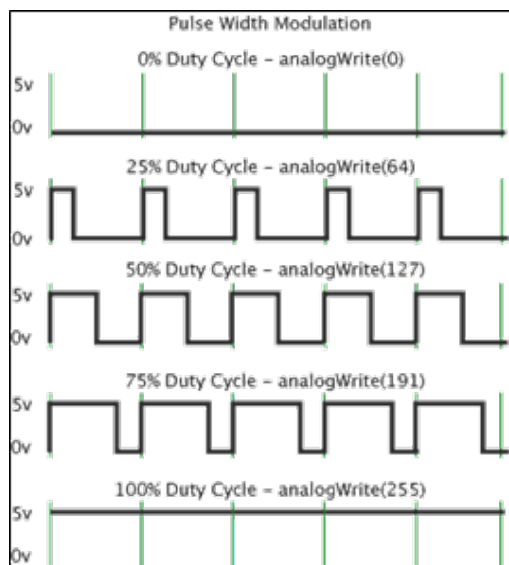 Pulse Width Modulation
0% Duty Cycle – analogWrite(0)
5v
0v
25% Duty Cycle – analogWrite(64)
5v
0v
50% Duty Cycle – analogWrite(127)
5v
0v
75% Duty Cycle – analogWrite(191)
5v
0v
100% Duty Cycle – analogWrite(255)
5v
0v